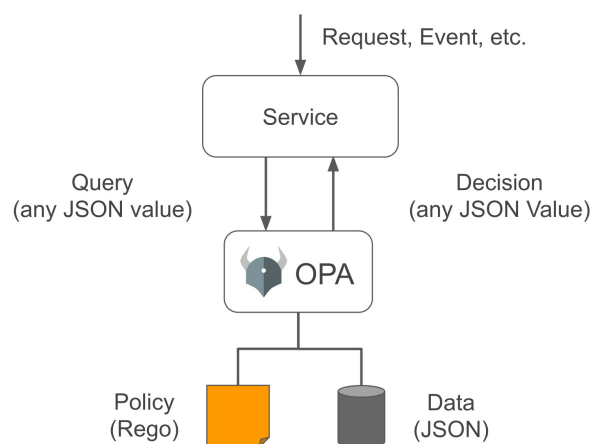 Request, Event, etc.
Service
Query
(any JSON value)
Decision
(any JSON Value)
OPA
Policy
(Rego)
Data
(JSON)